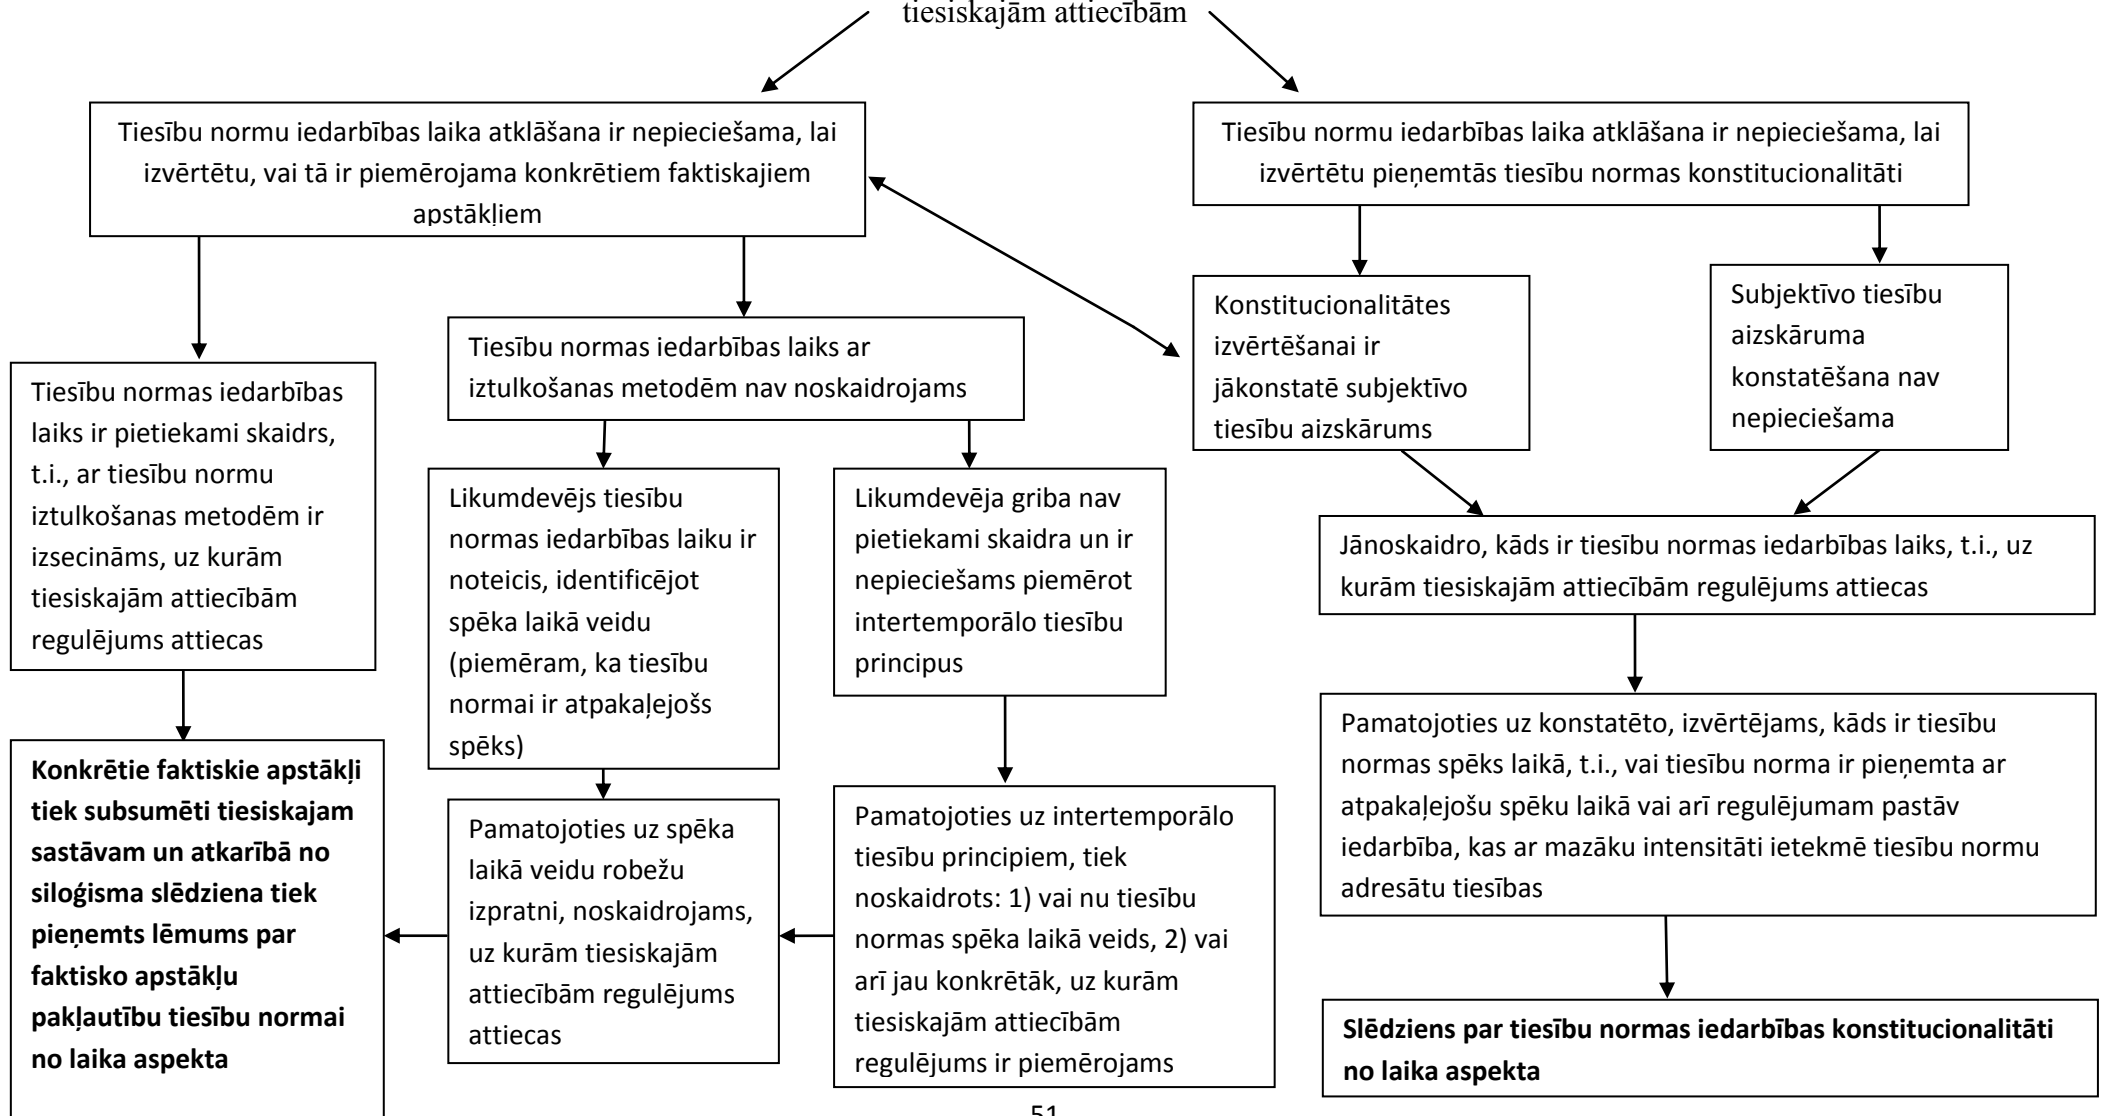 tiesiskajām attiecībām
Tiesību normu iedarbības laika atklāšana ir nepieciešama, lai
izvērtētu, vai tā ir piemērojama konkrētiem faktiskajiem
apstākļiem
Tiesību normu iedarbības laika atklāšana ir nepieciešama, lai
izvērtētu pieņemtās tiesību normas konstitucionalitāti
Tiesību normas iedarbības
laiks ir pietiekami skaidrs,
t.i., ar tiesību normu
iztulkošanas metodēm ir
izsecināms, uz kurām
tiesiskajām attiecībām
regulējums attiecas
Tiesību normas iedarbības laiks ar
iztulkošanas metodēm nav noskaidrojams
Konstitucionalitātes
izvērtēšanai ir
jākonstatē subjektīvo
tiesību aizskārums
Subjektīvo tiesību
aizskāruma
konstatēšana nav
nepieciešama
Likumdevējs tiesību
normas iedarbības laiku ir
noteicis, identificējot
spēka laikā veidu
(piemēram, ka tiesību
normai ir atpakaļejošs
spēks)
Likumdevēja griba nav
pietiekami skaidra un ir
nepieciešams piemērot
intertemporālo tiesību
principus
Jānoskaidro, kāds ir tiesību normas iedarbības laiks, t.i., uz
kurām tiesiskajām attiecībām regulējums attiecas
Konkrētie faktiskie apstākļi
tiek subsumēti tiesiskajam
sastāvam un atkarībā no
siloģisma slēdziena tiek
pieņemts lēmums par
faktisko apstākļu
pakļautību tiesību normai
no laika aspekta
Pamatojoties uz spēka
laikā veidu robežu
izpratni, noskaidrojams,
uz kurām tiesiskajām
attiecībām regulējums
attiecas
Pamatojoties uz intertemporālo
tiesību principiem, tiek
noskaidrots: 1) vai nu tiesību
normas spēka laikā veids, 2) vai
arī jau konkrētāk, uz kurām
tiesiskajām attiecībām
regulējums ir piemērojams
Pamatojoties uz konstatēto, izvērtējams, kāds ir tiesību
normas spēks laikā, t.i., vai tiesību norma ir pieņemta ar
atpakaļejošu spēku laikā vai arī regulējumam pastāv
iedarbība, kas ar mazāku intensitāti ietekmē tiesību normu
adresātu tiesības
Slēdziens par tiesību normas iedarbības konstitucionalitāti
no laika aspekta
51